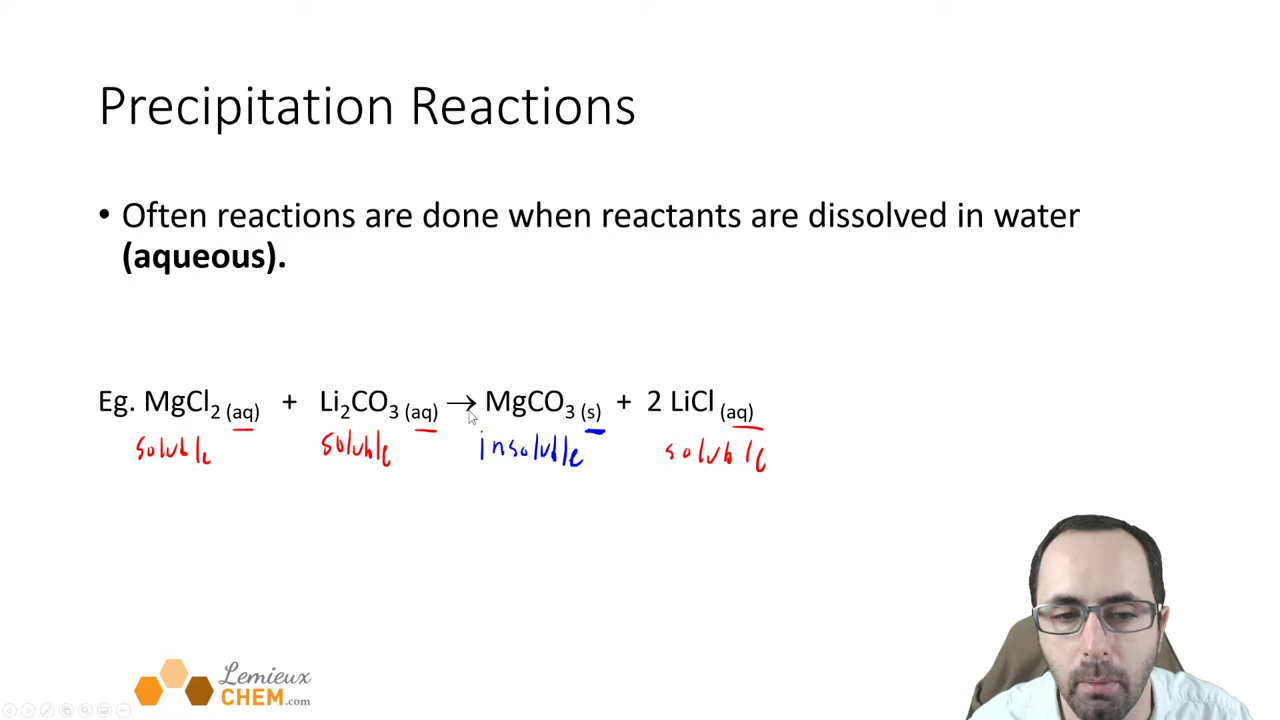 Precipitation Reactions
• Often reactions are done when reactants are dissolved in water
(aqueous).
Eg. MgCl₂ (aq) + Li₂CO₃ (aq) → MgCO₃ (s) + 2 LiCl (aq)
soluble soluble insoluble soluble
Lemieux
CHEM.com